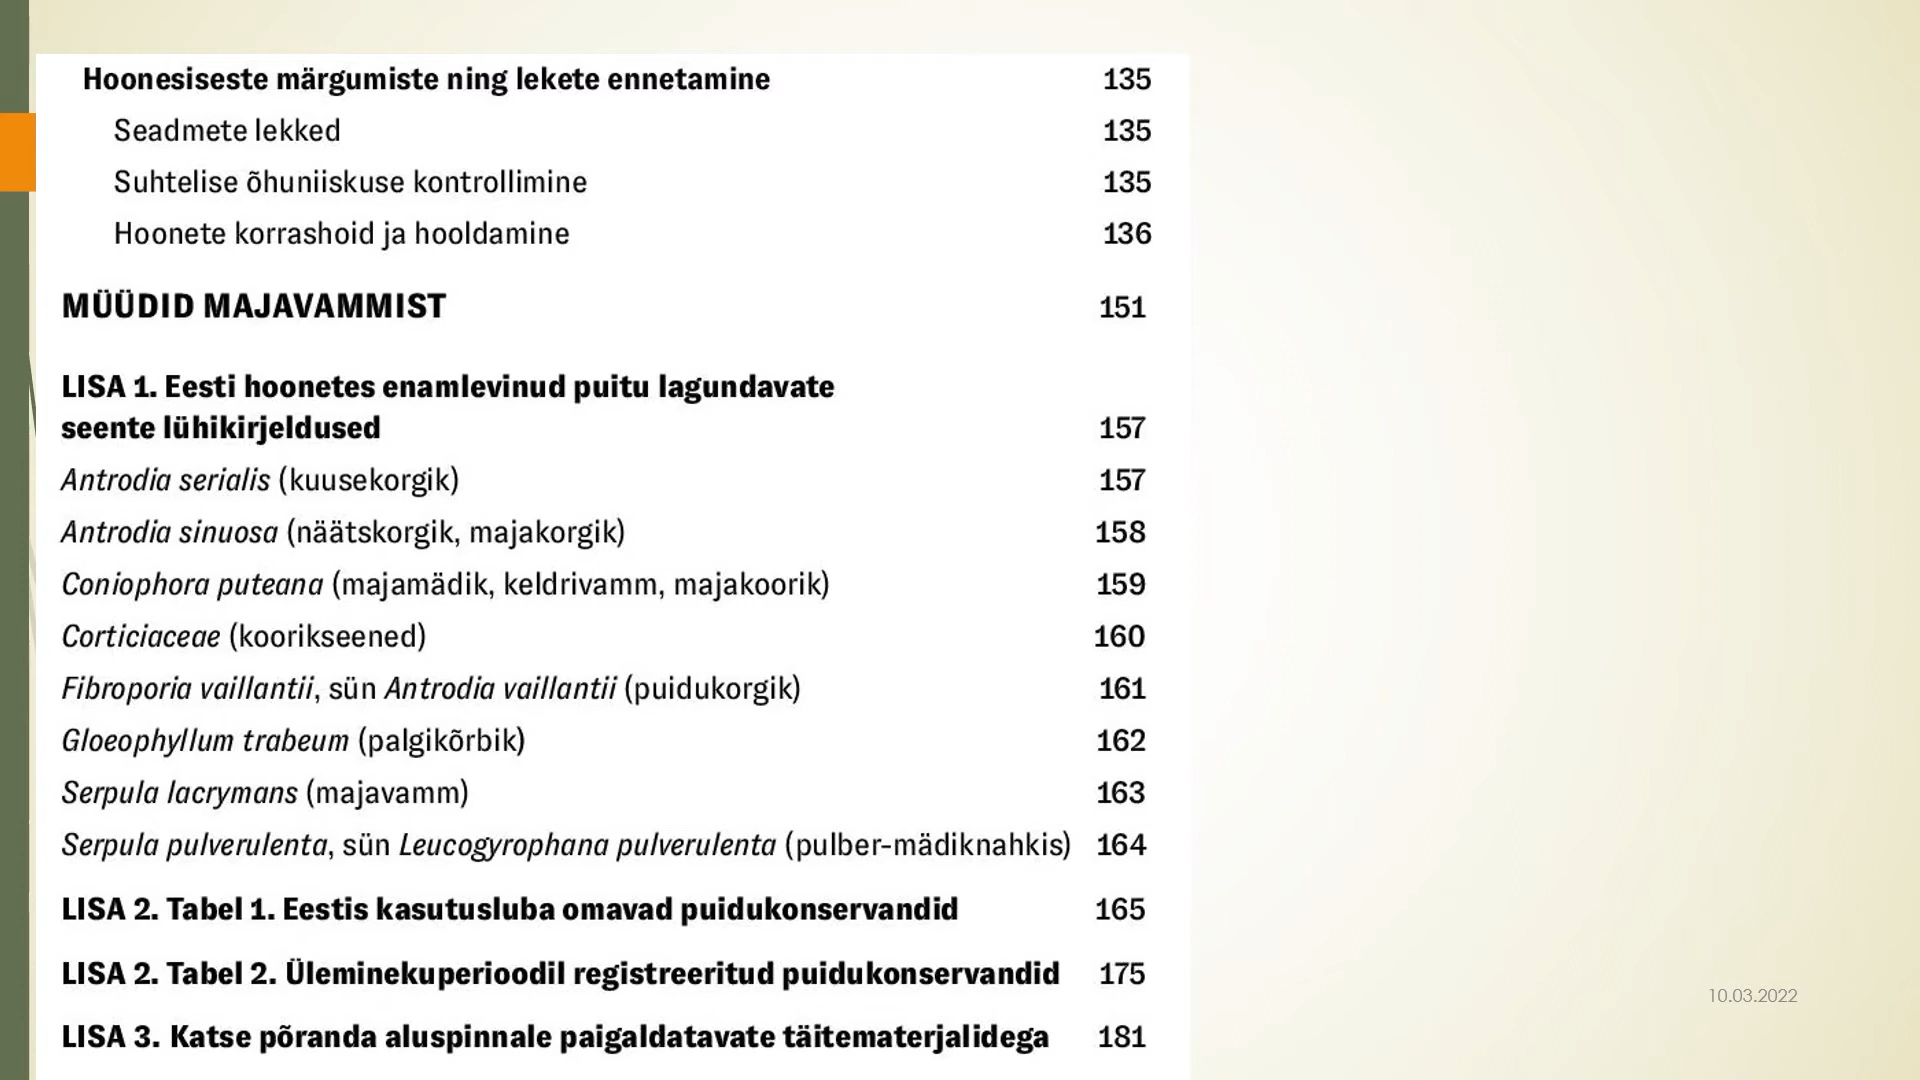 Hoonesiseste märgumiste ning lekete ennetamine 135
Seadmete lekked 135
Suhtelise õhuniiskuse kontrollimine 135
Hoonete korrashoid ja hooldamine 136
MÜÜDID MAJAVAMMIST 151
LISA 1. Eesti hoonetes enamlevinud puitu lagundavate
seente lühikirjeldused 157
Antrodia serialis (kuusekorgik) 157
Antrodia sinuosa (näätskorgik, majakorgik) 158
Coniophora puteana (majamädik, keldrivamm, majakoorik) 159
Corticiaceae (koorikseened) 160
Fibroporia vaillantii, sün Antrodia vaillantii (puidukorgik) 161
Gloeophyllum trabeum (palgikõrbik) 162
Serpula lacrymans (majavamm) 163
Serpula pulverulenta, sün Leucogyrophana pulverulenta (pulber-mädiknahkis) 164
LISA 2. Tabel 1. Eestis kasutusluba omavad puidukonservandid 165
LISA 2. Tabel 2. Üleminekuperioodil registreeritud puidukonservandid 175
LISA 3. Katse põranda aluspinnale paigaldatavate täitematerjalidega 181
10.03.2022